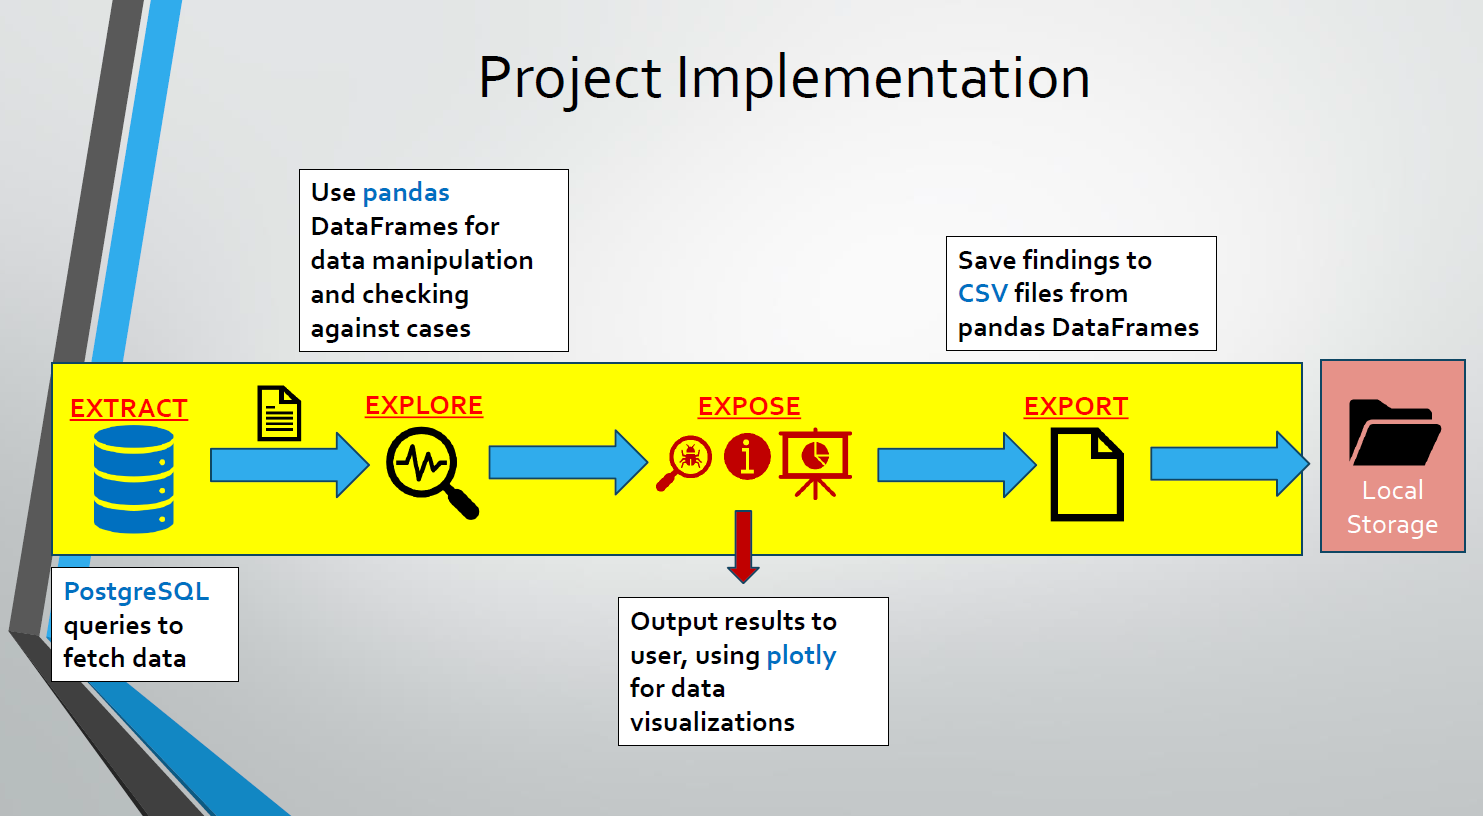 Project Implementation
Use pandas
DataFrames for
data manipulation
and checking
against cases
Save findings to
CSV files from
pandas DataFrames
EXTRACT
EXPLORE
EXPOSE
EXPORT
Local
Storage
PostgreSQL
queries to
fetch data
Output results to
user, using plotly
for data
visualizations